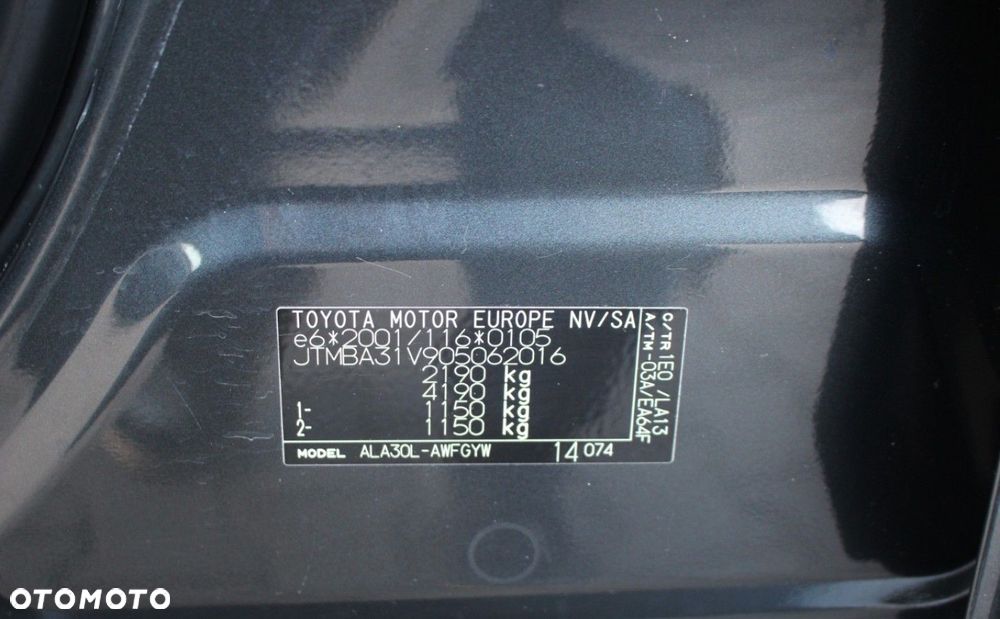 TOYOTA MOTOR EUROPE NV/SA
e6*2001/116*0105
JTMBA31V905062016
2190 kg
4190 kg
1- 1150 kg
2- 1150 kg
MODEL ALA30L-AWFGYW 14 074
C/TR 1E0 /LA13
A/TM -03A/EA64F
OTOMOTO